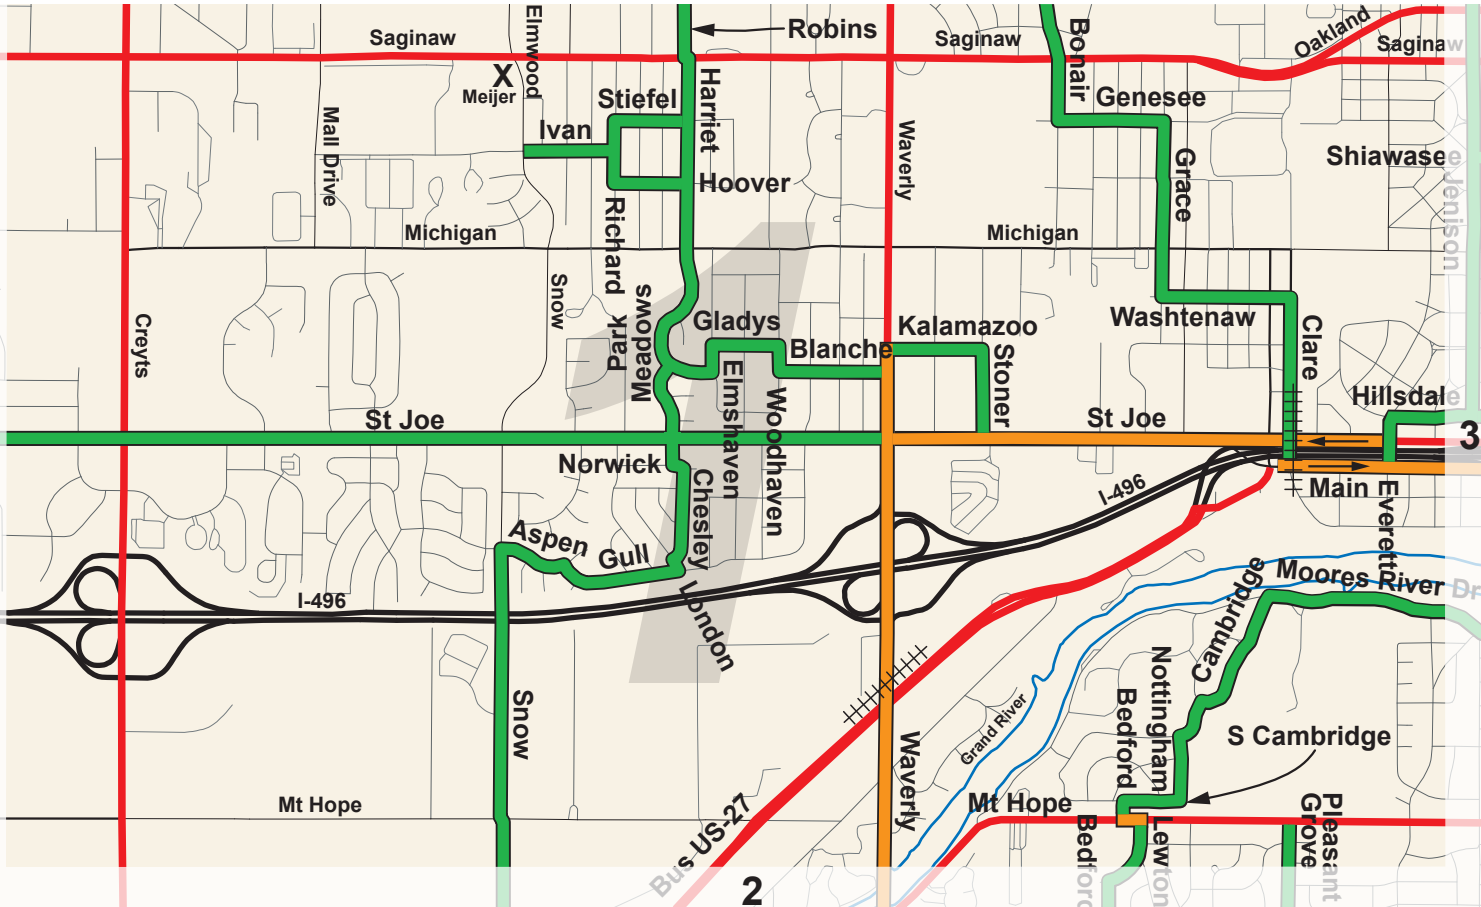 Robins
Saginaw
Elmwood
Bonair
Saginaw
Oakland
Saginaw
X
Meijer
Stiefel
Harriet
Genesee
Ivan
Mall Drive
Waverly
Grace
Shiawasee
Hoover
Jenison
Richard
Michigan
Michigan
1
Snow
Park
Meadows
Creyts
Gladys
Kalamazoo
Washtenaw
Clare
Blanche
Stoner
Elmshaven
Woodhaven
Hillsdale
St Joe
St Joe
3
Norwick
Chesley
I-496
Main
Everett
Aspen
Gull
Moores River Dr
I-496
London
Cambridge
Nottingham
Bedford
Snow
Grand River
S Cambridge
Waverly
Mt Hope
Mt Hope
Bus US-27
Bedford
Lewton
Pleasant
Grove
2